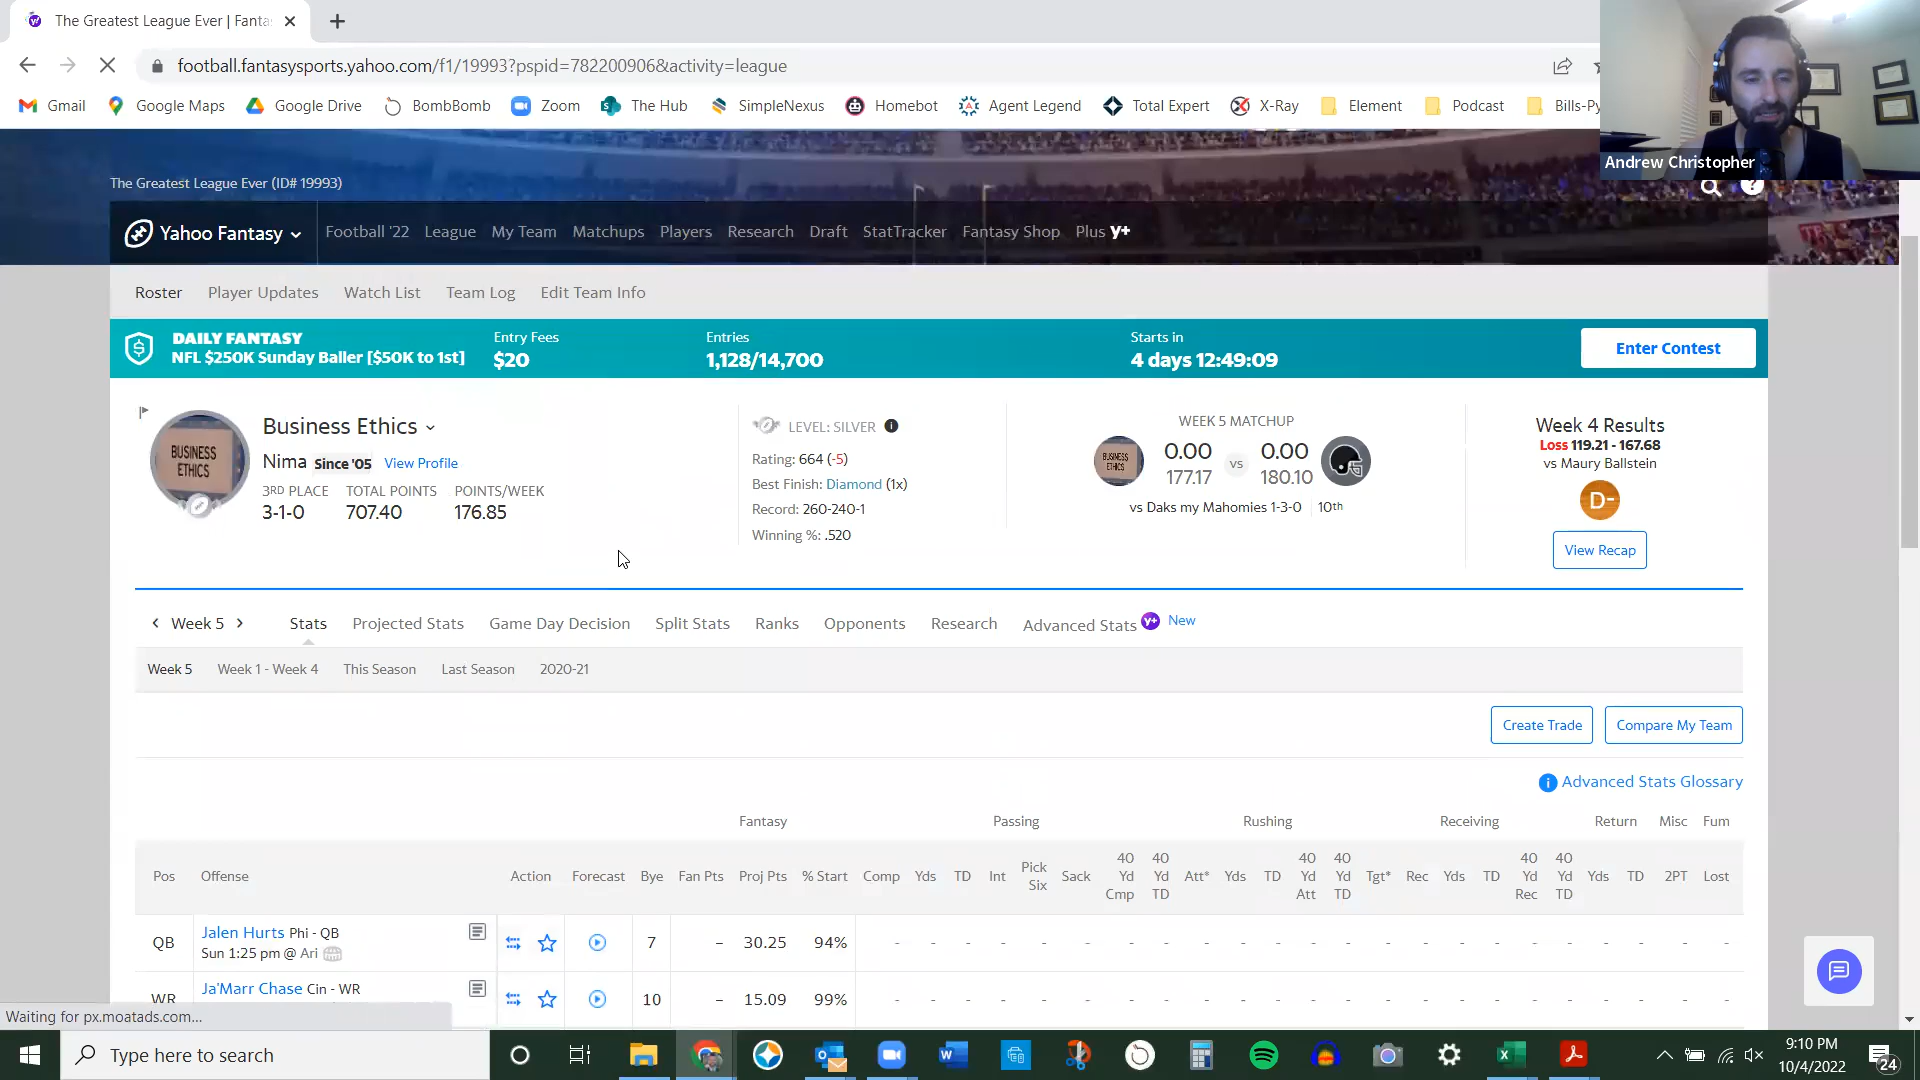 The Greatest League Ever | Fanta
football.fantasysports.yahoo.com/f1/19993?pspid=782200906&activity=league
Gmail Google Maps Google Drive BombBomb Zoom The Hub SimpleNexus Homebot Agent Legend Total Expert X-Ray Element Podcast Bills-Py
Andrew Christopher
The Greatest League Ever (ID# 19993)
Yahoo Fantasy Football '22 League My Team Matchups Players Research Draft StatTracker Fantasy Shop Plus y+
Roster Player Updates Watch List Team Log Edit Team Info
DAILY FANTASY Entry Fees Entries Starts in
NFL $250K Sunday Baller [$50K to 1st] $20 1,128/14,700 4 days 12:49:09 Enter Contest
BUSINESS ETHICS
Business Ethics
Nima Since '05 View Profile
3RD PLACE TOTAL POINTS POINTS/WEEK
3-1-0 707.40 176.85
LEVEL: SILVER
Rating: 664 (-5)
Best Finish: Diamond (1x)
Record: 260-240-1
Winning %: .520
WEEK 5 MATCHUP
BUSINESS ETHICS
0.00 vs 0.00
177.17 180.10
vs Daks my Mahomies 1-3-0 10th
Week 4 Results
Loss 119.21 - 167.68
vs Maury Ballstein
D-
View Recap
Week 5 Stats Projected Stats Game Day Decision Split Stats Ranks Opponents Research Advanced Stats y+ New
Week 5 Week 1 - Week 4 This Season Last Season 2020-21
Create Trade Compare My Team
Advanced Stats Glossary
Fantasy Passing Rushing Receiving Return Misc Fum
Pos Offense Action Forecast Bye Fan Pts Proj Pts % Start Comp Yds TD Int Pick Six Sack 40 Yd Cmp 40 Yd TD Att* Yds TD 40 Yd Att 40 Yd TD Tgt* Rec Yds TD 40 Yd Rec 40 Yd TD Yds TD 2PT Lost
QB Jalen Hurts Phi - QB 7 – 30.25 94% - - - - - - - - - - - - - - - - - - - - - - -
Sun 1:25 pm @ Ari
WR Ja'Marr Chase Cin - WR 10 – 15.09 99% - - - - - - - - - - - - - - - - - - - - - - -
Waiting for px.moatads.com...
Type here to search
9:10 PM
10/4/2022
24